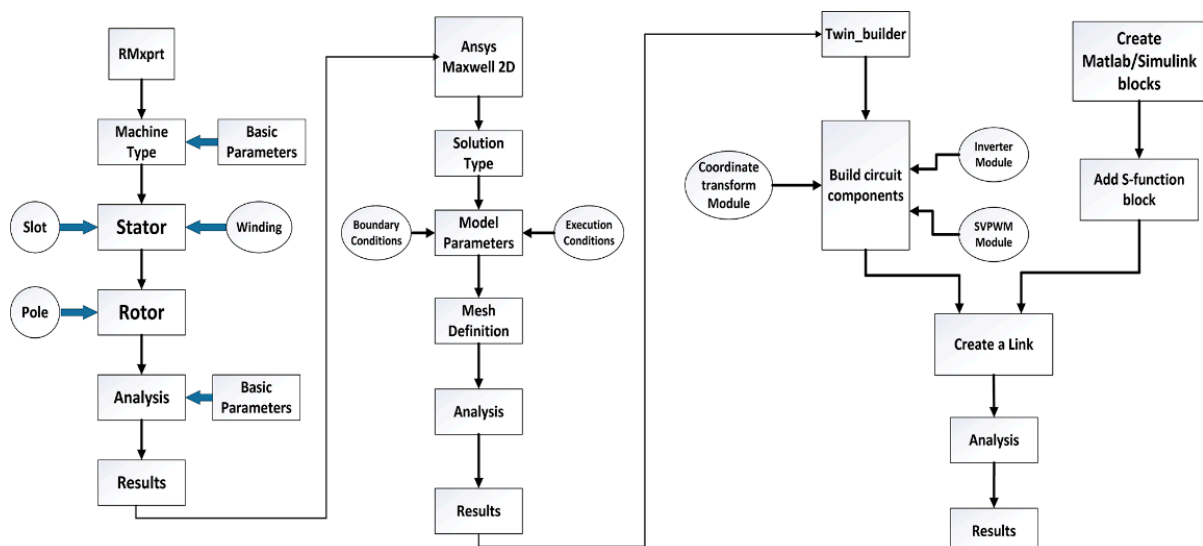 RMxprt
Machine
Type
Basic
Parameters
Slot
Stator
Winding
Pole
Rotor
Analysis
Basic
Parameters
Results
Ansys
Maxwell 2D
Solution
Type
Boundary
Conditions
Model
Parameters
Execution
Conditions
Mesh
Definition
Analysis
Results
Twin_builder
Coordinate
transform
Module
Build circuit
components
Inverter
Module
SVPWM
Module
Create
Matlab/Simulink
blocks
Add S-function
block
Create a Link
Analysis
Results